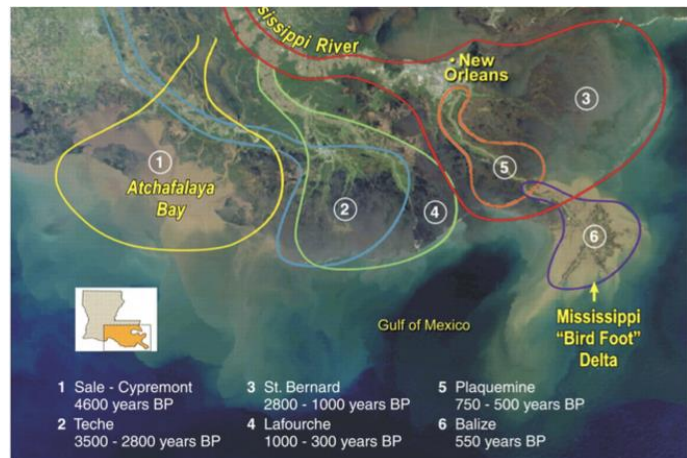 ssissippi River
New
Orleans
3
1
Atchafalaya
Bay
5
2
4
6
Gulf of Mexico
Mississippi
“Bird Foot”
Delta
1 Sale - Cypremont
4600 years BP
2 Teche
3500 - 2800 years BP
3 St. Bernard
2800 - 1000 years BP
4 Lafourche
1000 - 300 years BP
5 Plaquemine
750 - 500 years BP
6 Balize
550 years BP